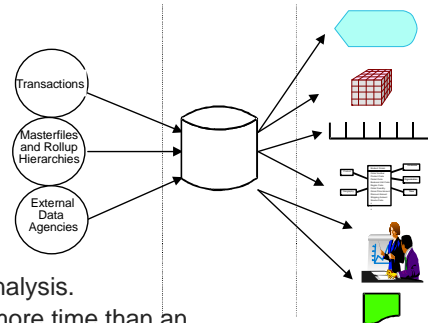 Transactions
Masterfiles
and Rollup
Hierarchies
External
Data
Agencies
nalysis.
more time than an